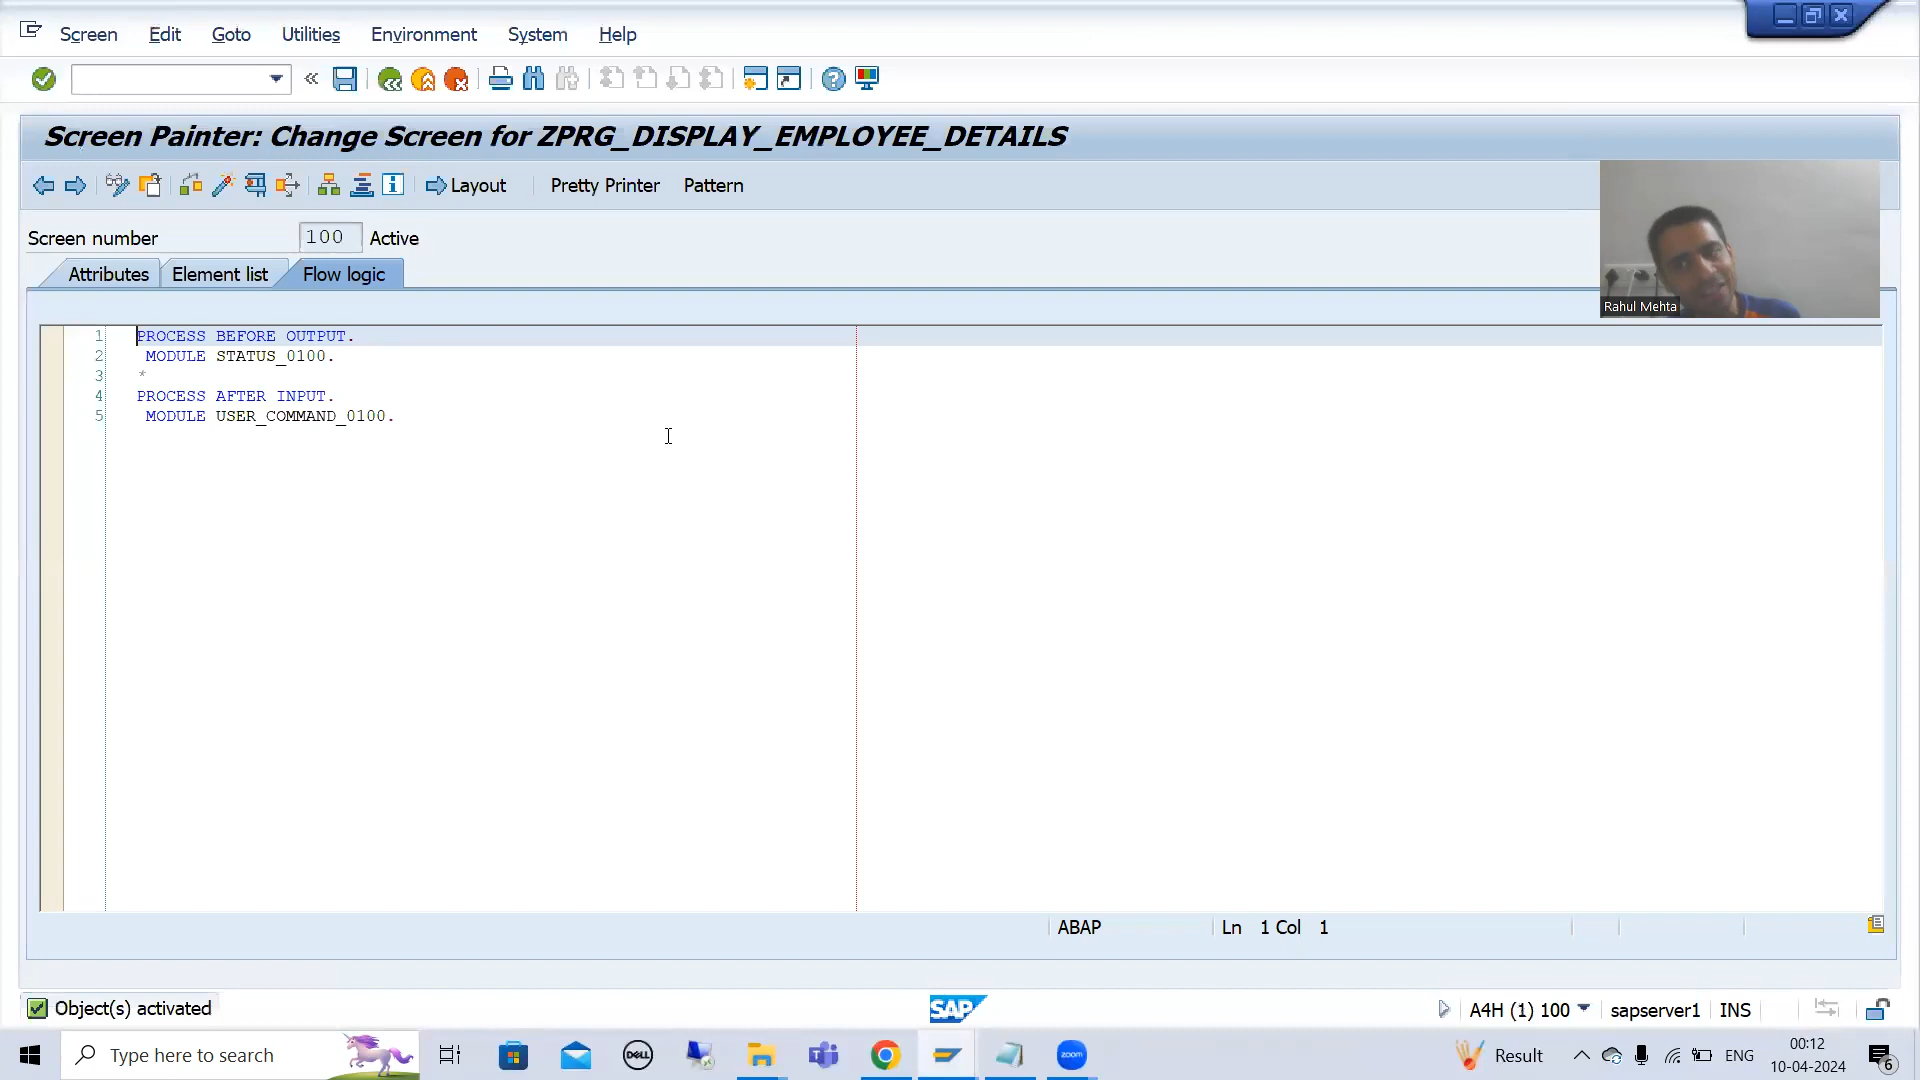 Screen Edit Goto Utilities Environment System Help
Screen Painter: Change Screen for ZPRG_DISPLAY_EMPLOYEE_DETAILS
Layout Pretty Printer Pattern
Screen number 100 Active
Attributes Element list Flow logic
Rahul Mehta
1 PROCESS BEFORE OUTPUT.
2 MODULE STATUS_0100.
3 *
4 PROCESS AFTER INPUT.
5 MODULE USER_COMMAND_0100.
ABAP Ln 1 Col 1
Object(s) activated SAP A4H (1) 100 sapserver1 INS
Type here to search DELL zoom Result ENG 00:12
10-04-2024 6